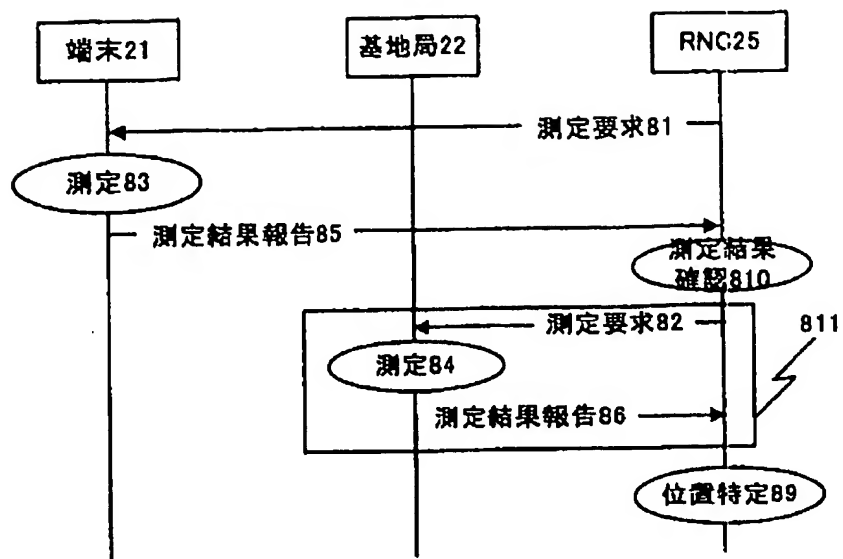 端末21
基地局22
RNC25
測定要求81
測定83
測定結果報告85
測定結果
確認810
測定要求82
811
測定84
測定結果報告86
位置特定89